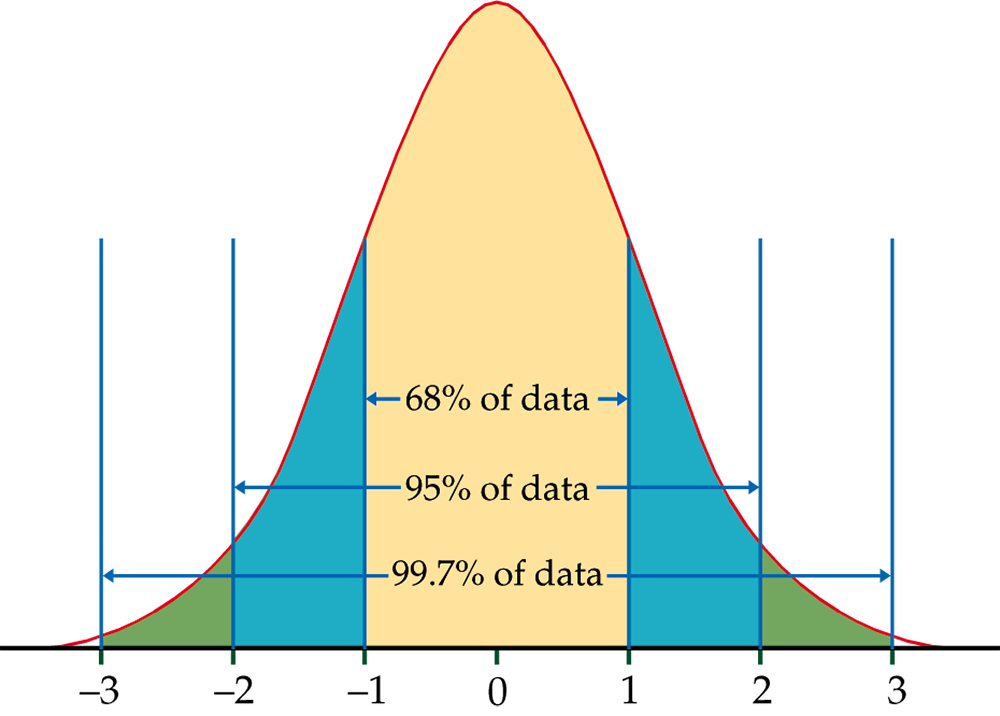 68% of data
95% of data
99.7% of data
–3 –2 –1 0 1 2 3